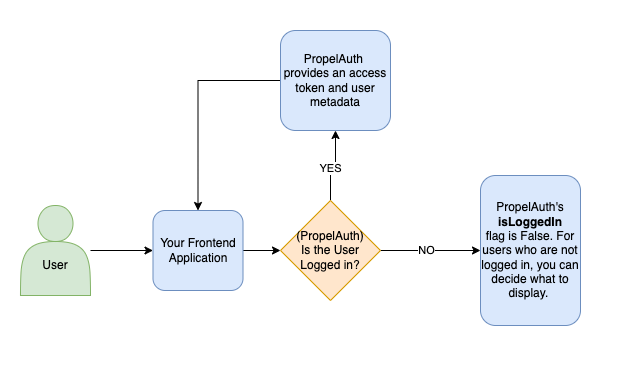 PropelAuth
provides an access
token and user
metadata
YES
User
Your Frontend
Application
(PropelAuth)
Is the User
Logged in?
NO
PropelAuth's
isLoggedIn
flag is False. For
users who are not
logged in, you can
decide what to
display.